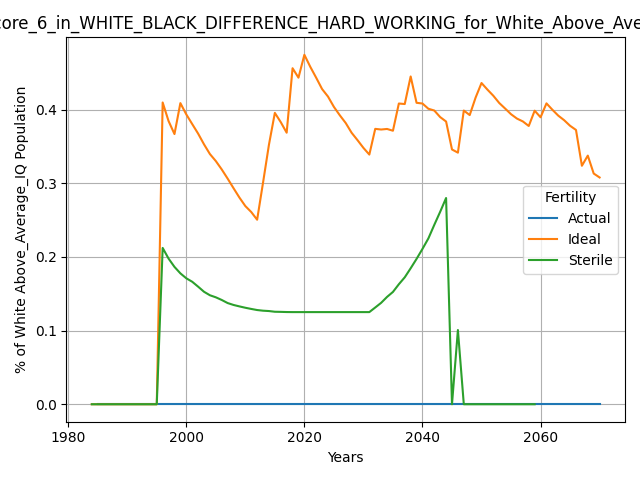 core_6_in_WHITE_BLACK_DIFFERENCE_HARD_WORKING_for_White_Above_Ave
% of White Above_Average_IQ Population
0.4
0.3
0.2
0.1
0.0
Fertility
Actual
Ideal
Sterile
1980
2000
2020
2040
2060
Years